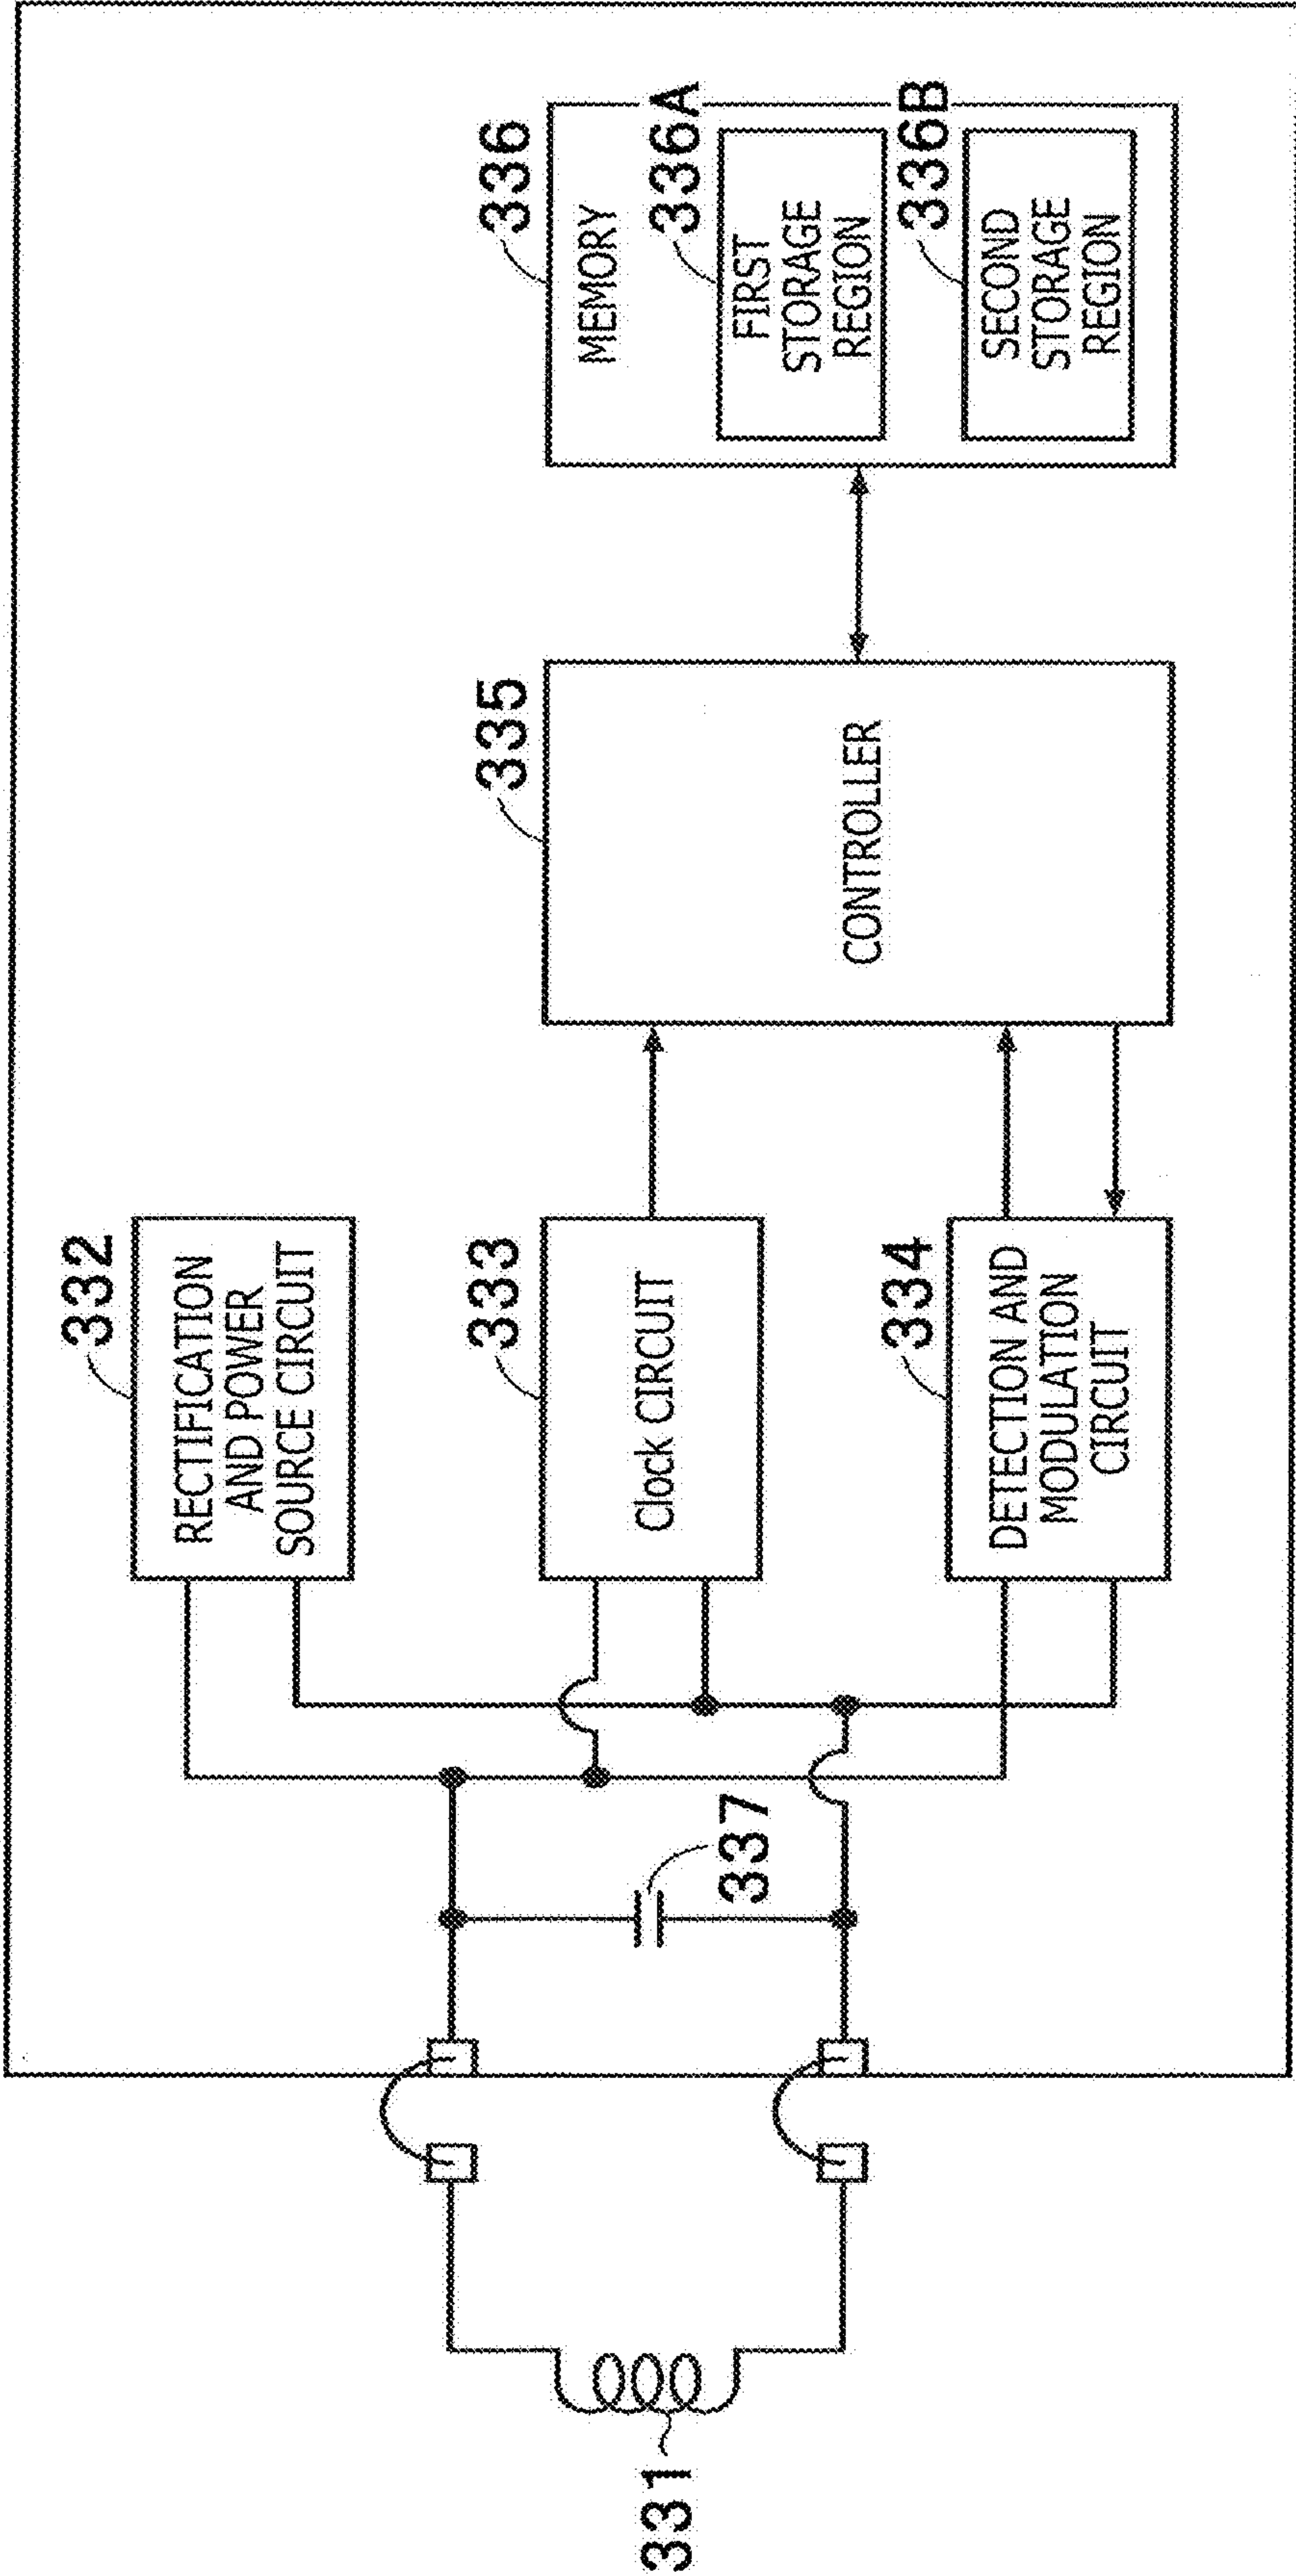 331
337
332
RECTIFICATION
AND POWER
SOURCE CIRCUIT
333
Clock CIRCUIT
334
DETECTION AND
MODULATION
CIRCUIT
335
CONTROLLER
336
MEMORY
336A
FIRST
STORAGE
REGION
336B
SECOND
STORAGE
REGION